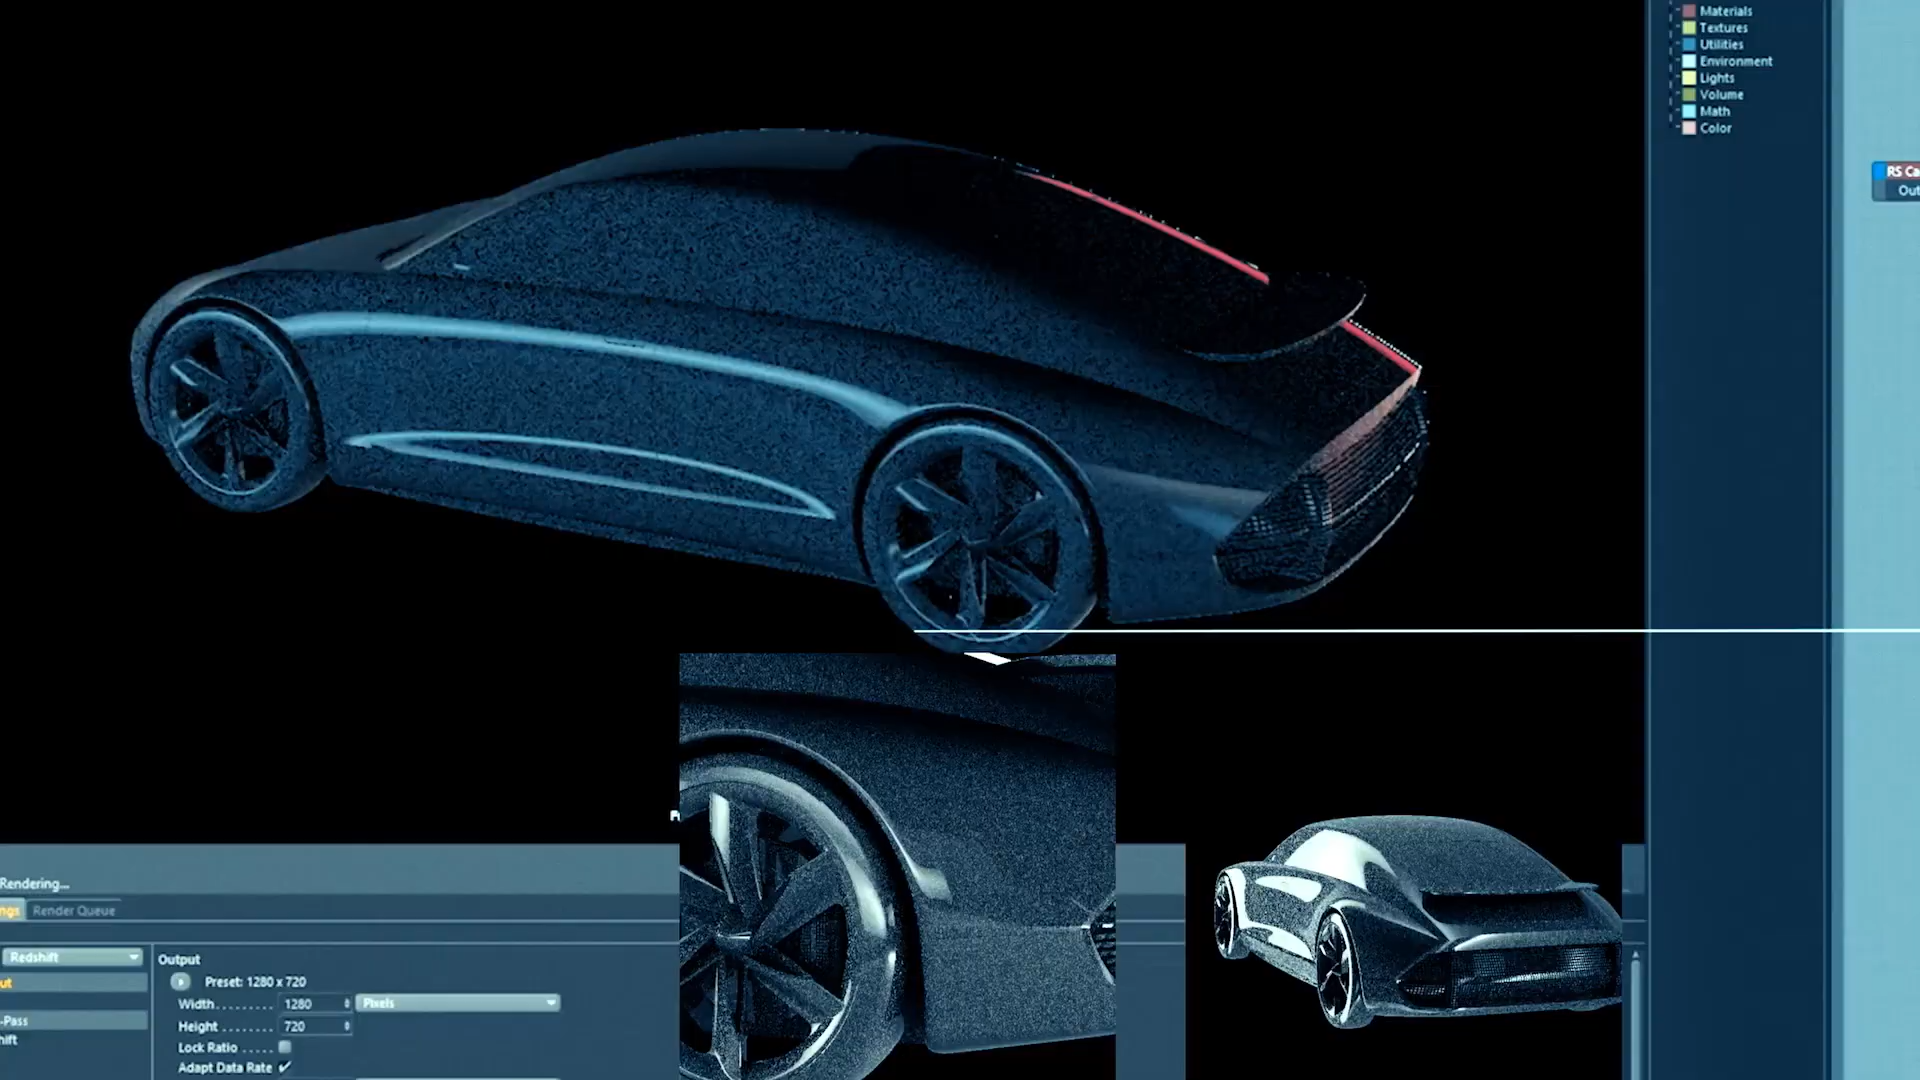 Materials
Textures
Utilities
Environment
Lights
Volume
Math
Color
RS Ca
Out
Rendering...
ngs
Render Queue
Redshift
ut
-Pass
hift
Output
Preset: 1280 x 720
Width
1280
Pixels
Height
720
Lock Ratio
Adapt Data Rate